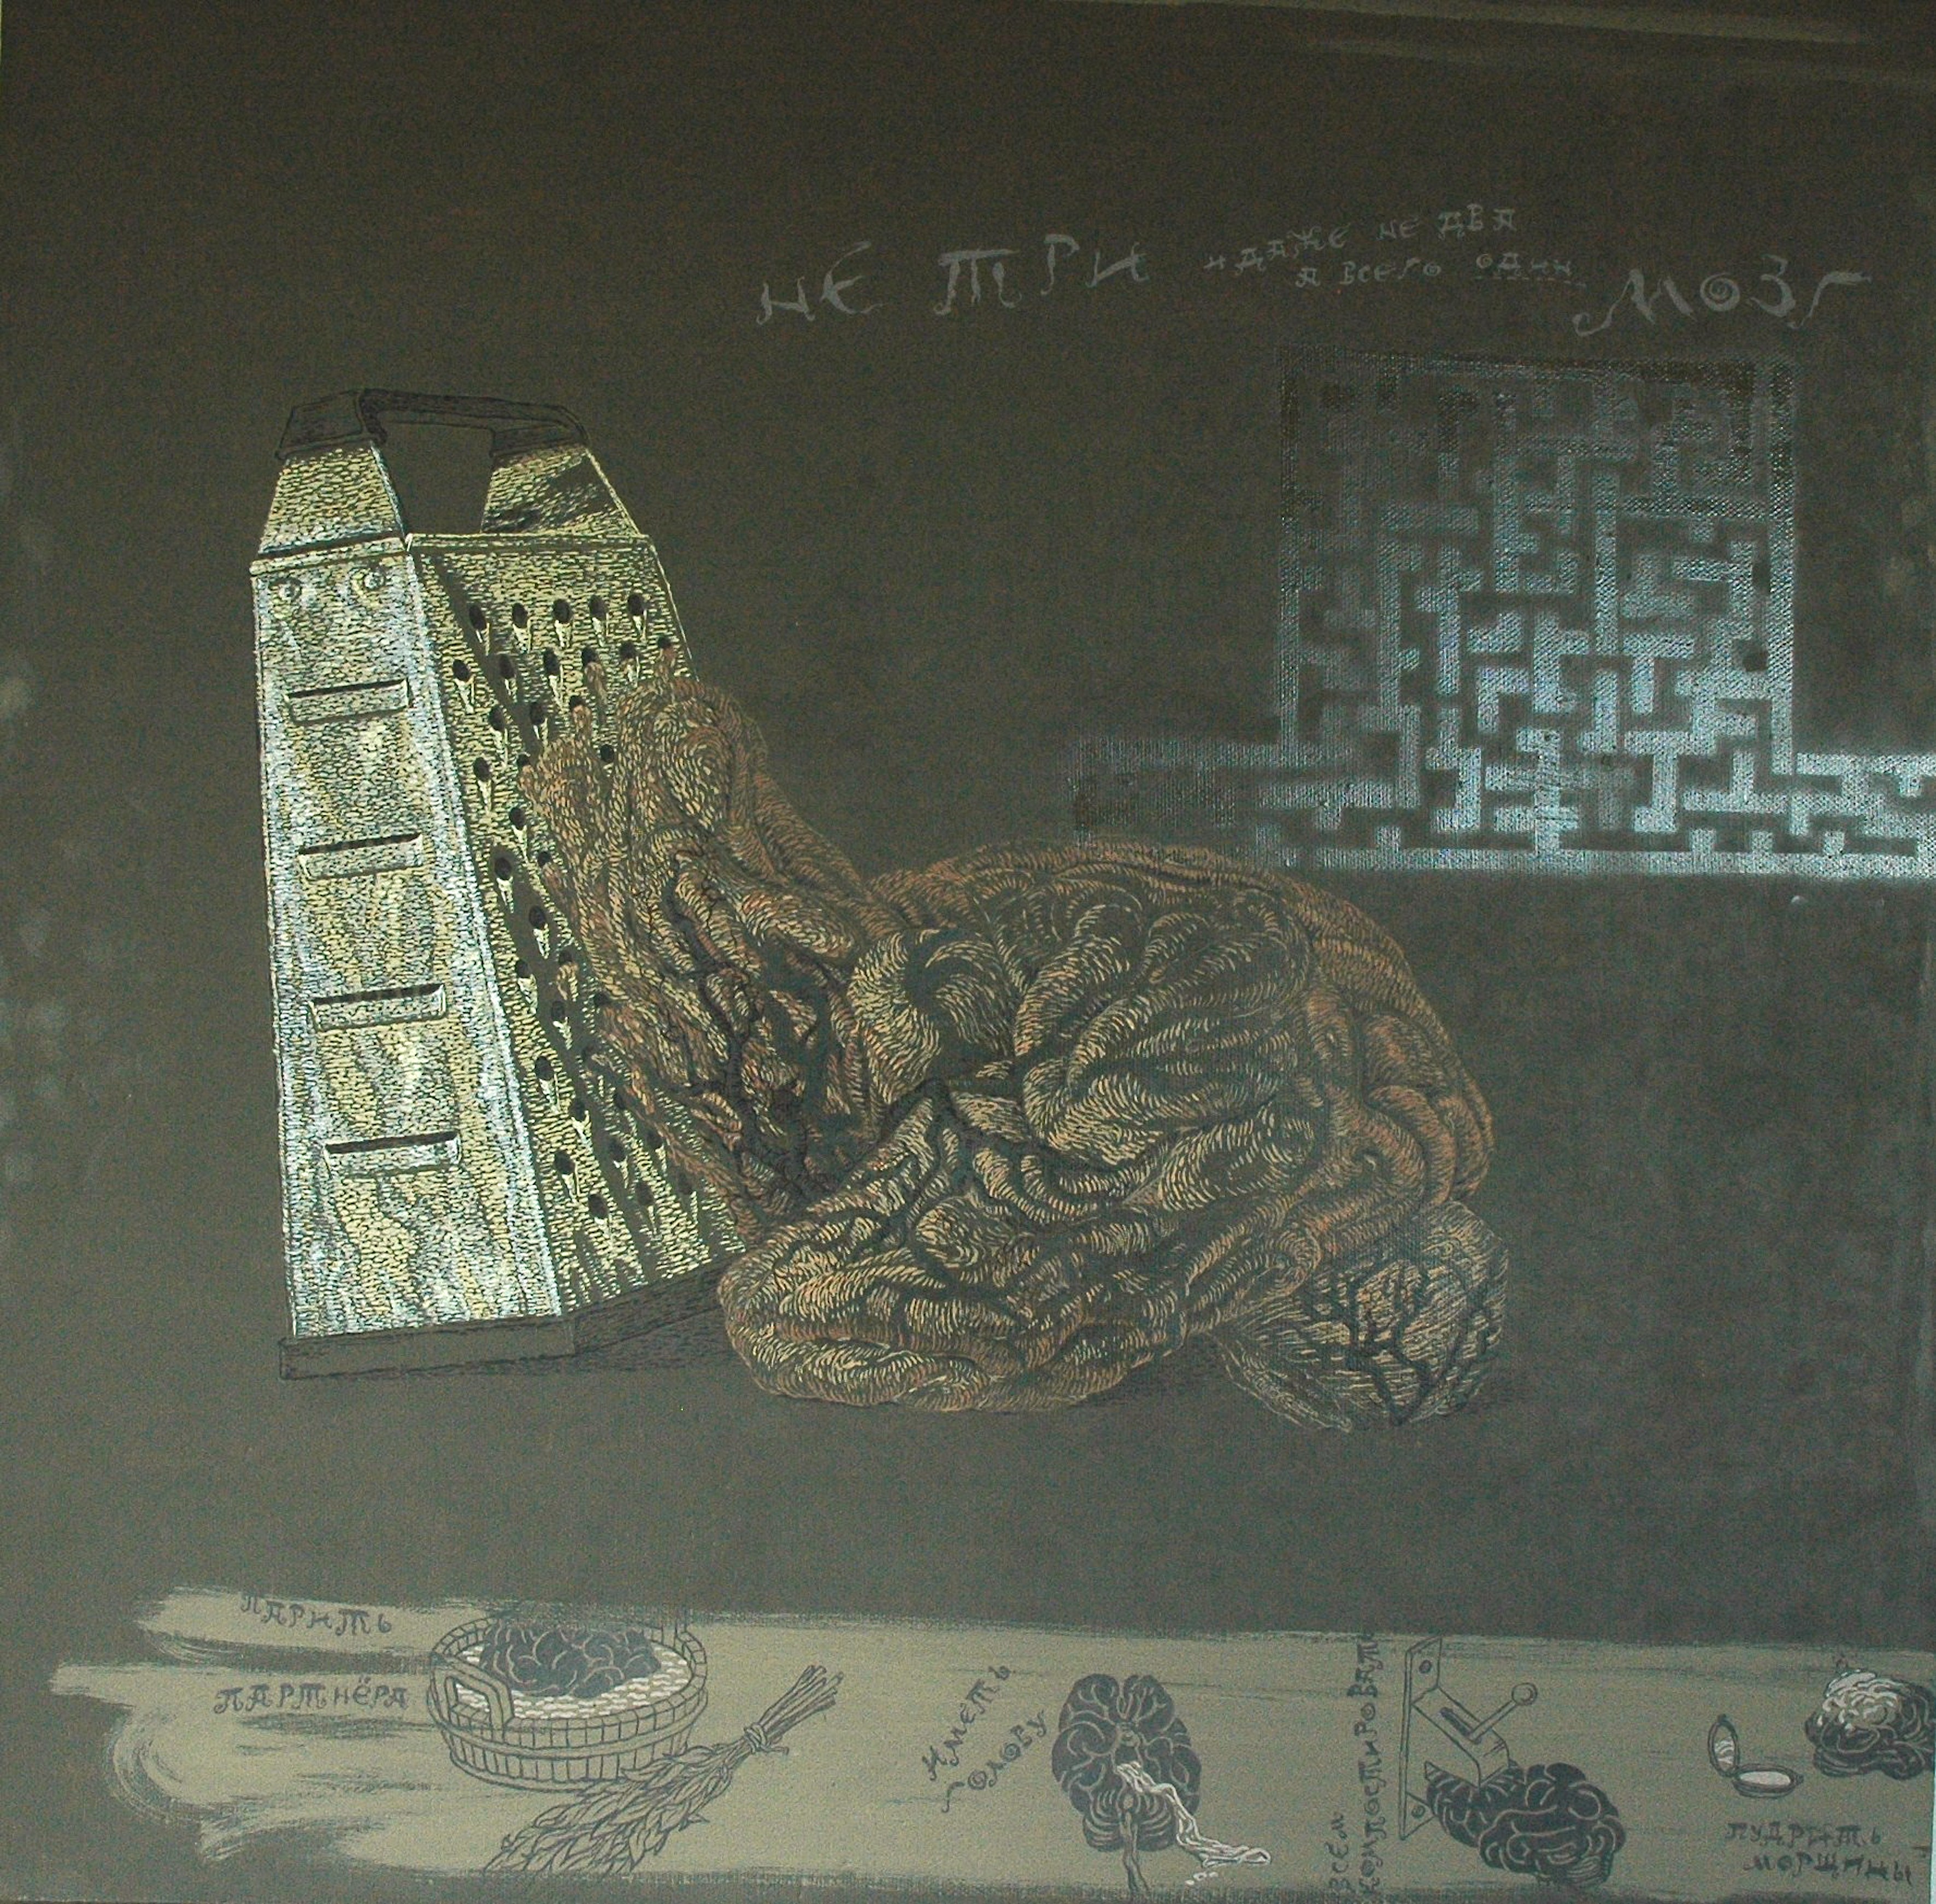 НЕ ТРИ
И ДАЖЕ НЕ ДВА
А ВСЕГО ОДИН
МОЗГ
ПАРИТЬ
ПАРТНЁРА
ИМЕТЬ
ГОЛОВУ
ВСЕМ
КОМПОСТИРОВАТЬ
ПУДРИТЬ
МОРЩИНЫ